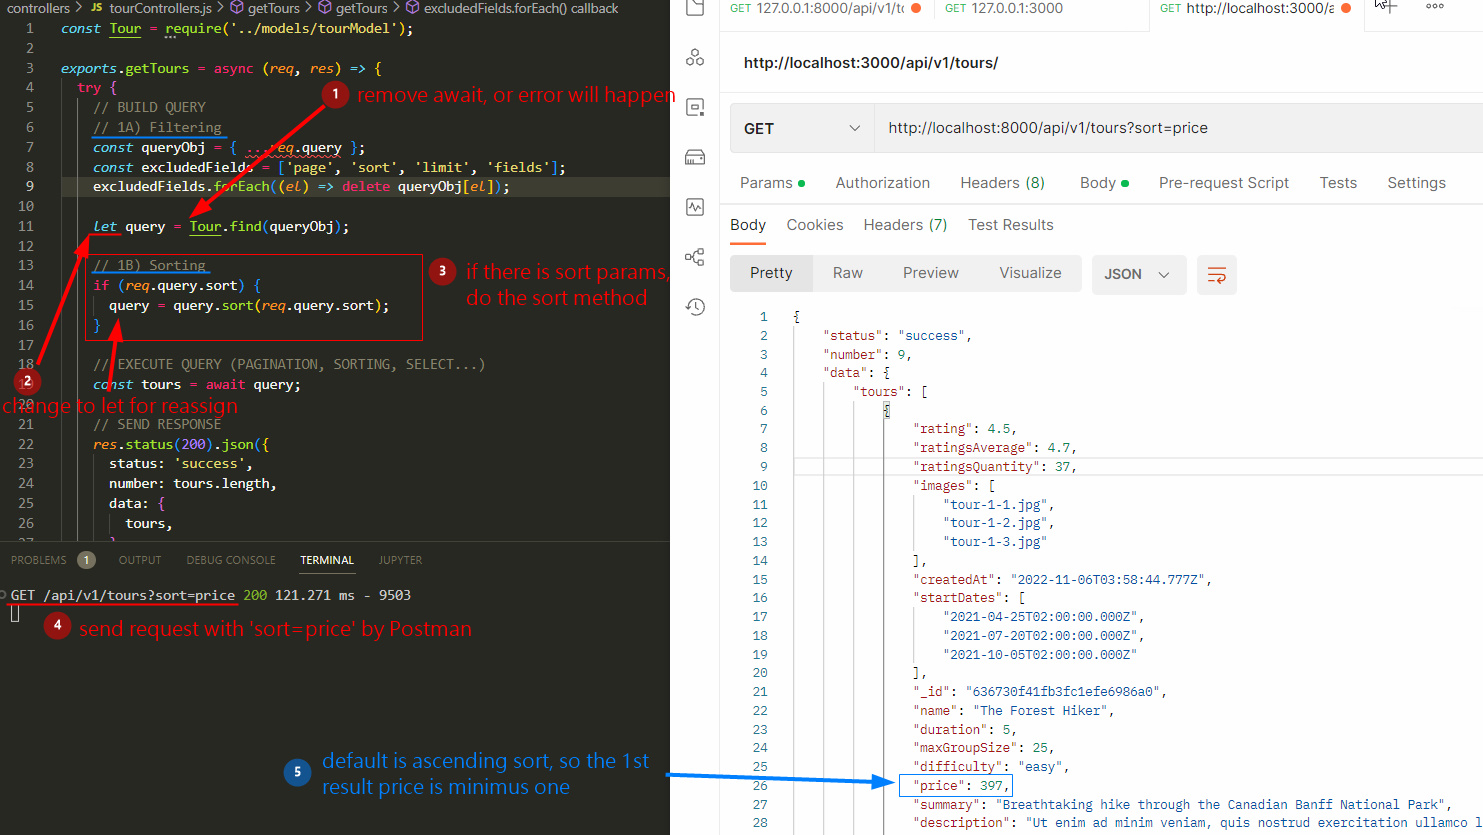 controllers > JS tourControllers.js > getTours > getTours > excludedFields.forEach() callback
1 const Tour = require('../models/tourModel');
2
3 exports.getTours = async (req, res) => {
4 try {
5 // BUILD QUERY
6 // 1A) Filtering
7 const queryObj = { ...req.query };
8 const excludedFields = ['page', 'sort', 'limit', 'fields'];
9 excludedFields.forEach((el) => delete queryObj[el]);
10
11 let query = Tour.find(queryObj);
12
13 // 1B) Sorting
14 if (req.query.sort) {
15 query = query.sort(req.query.sort);
16 }
17
18 // EXECUTE QUERY (PAGINATION, SORTING, SELECT...)
const tours = await query;
20
21 // SEND RESPONSE
22 res.status(200).json({
23 status: 'success',
24 number: tours.length,
25 data: {
26 tours,
1 remove await, or error will happen
2
change to let for reassign
3 if there is sort params,
do the sort method
PROBLEMS 1 OUTPUT DEBUG CONSOLE TERMINAL JUPYTER
GET /api/v1/tours?sort=price 200 121.271 ms - 9503
4 send request with 'sort=price' by Postman
5 default is ascending sort, so the 1st
result price is minimus one
GET 127.0.0.1:8000/api/v1/to GET 127.0.0.1:3000 GET http://localhost:3000/a
http://localhost:3000/api/v1/tours/
GET http://localhost:8000/api/v1/tours?sort=price
Params Authorization Headers (8) Body Pre-request Script Tests Settings
Body Cookies Headers (7) Test Results
Pretty Raw Preview Visualize JSON
1 {
2 "status": "success",
3 "number": 9,
4 "data": {
5 "tours": [
6 {
7 "rating": 4.5,
8 "ratingsAverage": 4.7,
9 "ratingsQuantity": 37,
10 "images": [
11 "tour-1-1.jpg",
12 "tour-1-2.jpg",
13 "tour-1-3.jpg"
14 ],
15 "createdAt": "2022-11-06T03:58:44.777Z",
16 "startDates": [
17 "2021-04-25T02:00:00.000Z",
18 "2021-07-20T02:00:00.000Z",
19 "2021-10-05T02:00:00.000Z"
20 ],
21 "_id": "636730f41fb3fc1efe6986a0",
22 "name": "The Forest Hiker",
23 "duration": 5,
24 "maxGroupSize": 25,
25 "difficulty": "easy",
26 "price": 397,
27 "summary": "Breathtaking hike through the Canadian Banff National Park",
28 "description": "Ut enim ad minim veniam, quis nostrud exercitation ullamco l